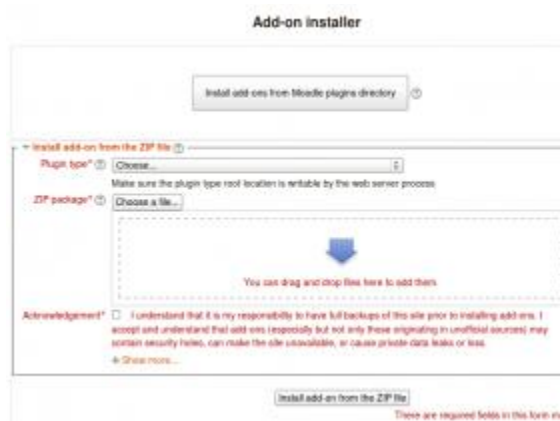 Add-on installer
Install add-ons from Moodle plugins directory
Install add-on from the ZIP file
Plugin type*
Choose...
Make sure the plugin type root location is writable by the web server process
ZIP package*
Choose a file...
You can drag and drop files here to add them
Acknowledgement*
I understand that it is my responsibility to have full backups of this site prior to installing add-ons. I
accept and understand that add-ons (especially but not only those originating in unofficial sources) may
contain security holes, can make the site unavailable, or cause private data leaks or loss.
Show more...
Install add-on from the ZIP file
There are required fields in this form